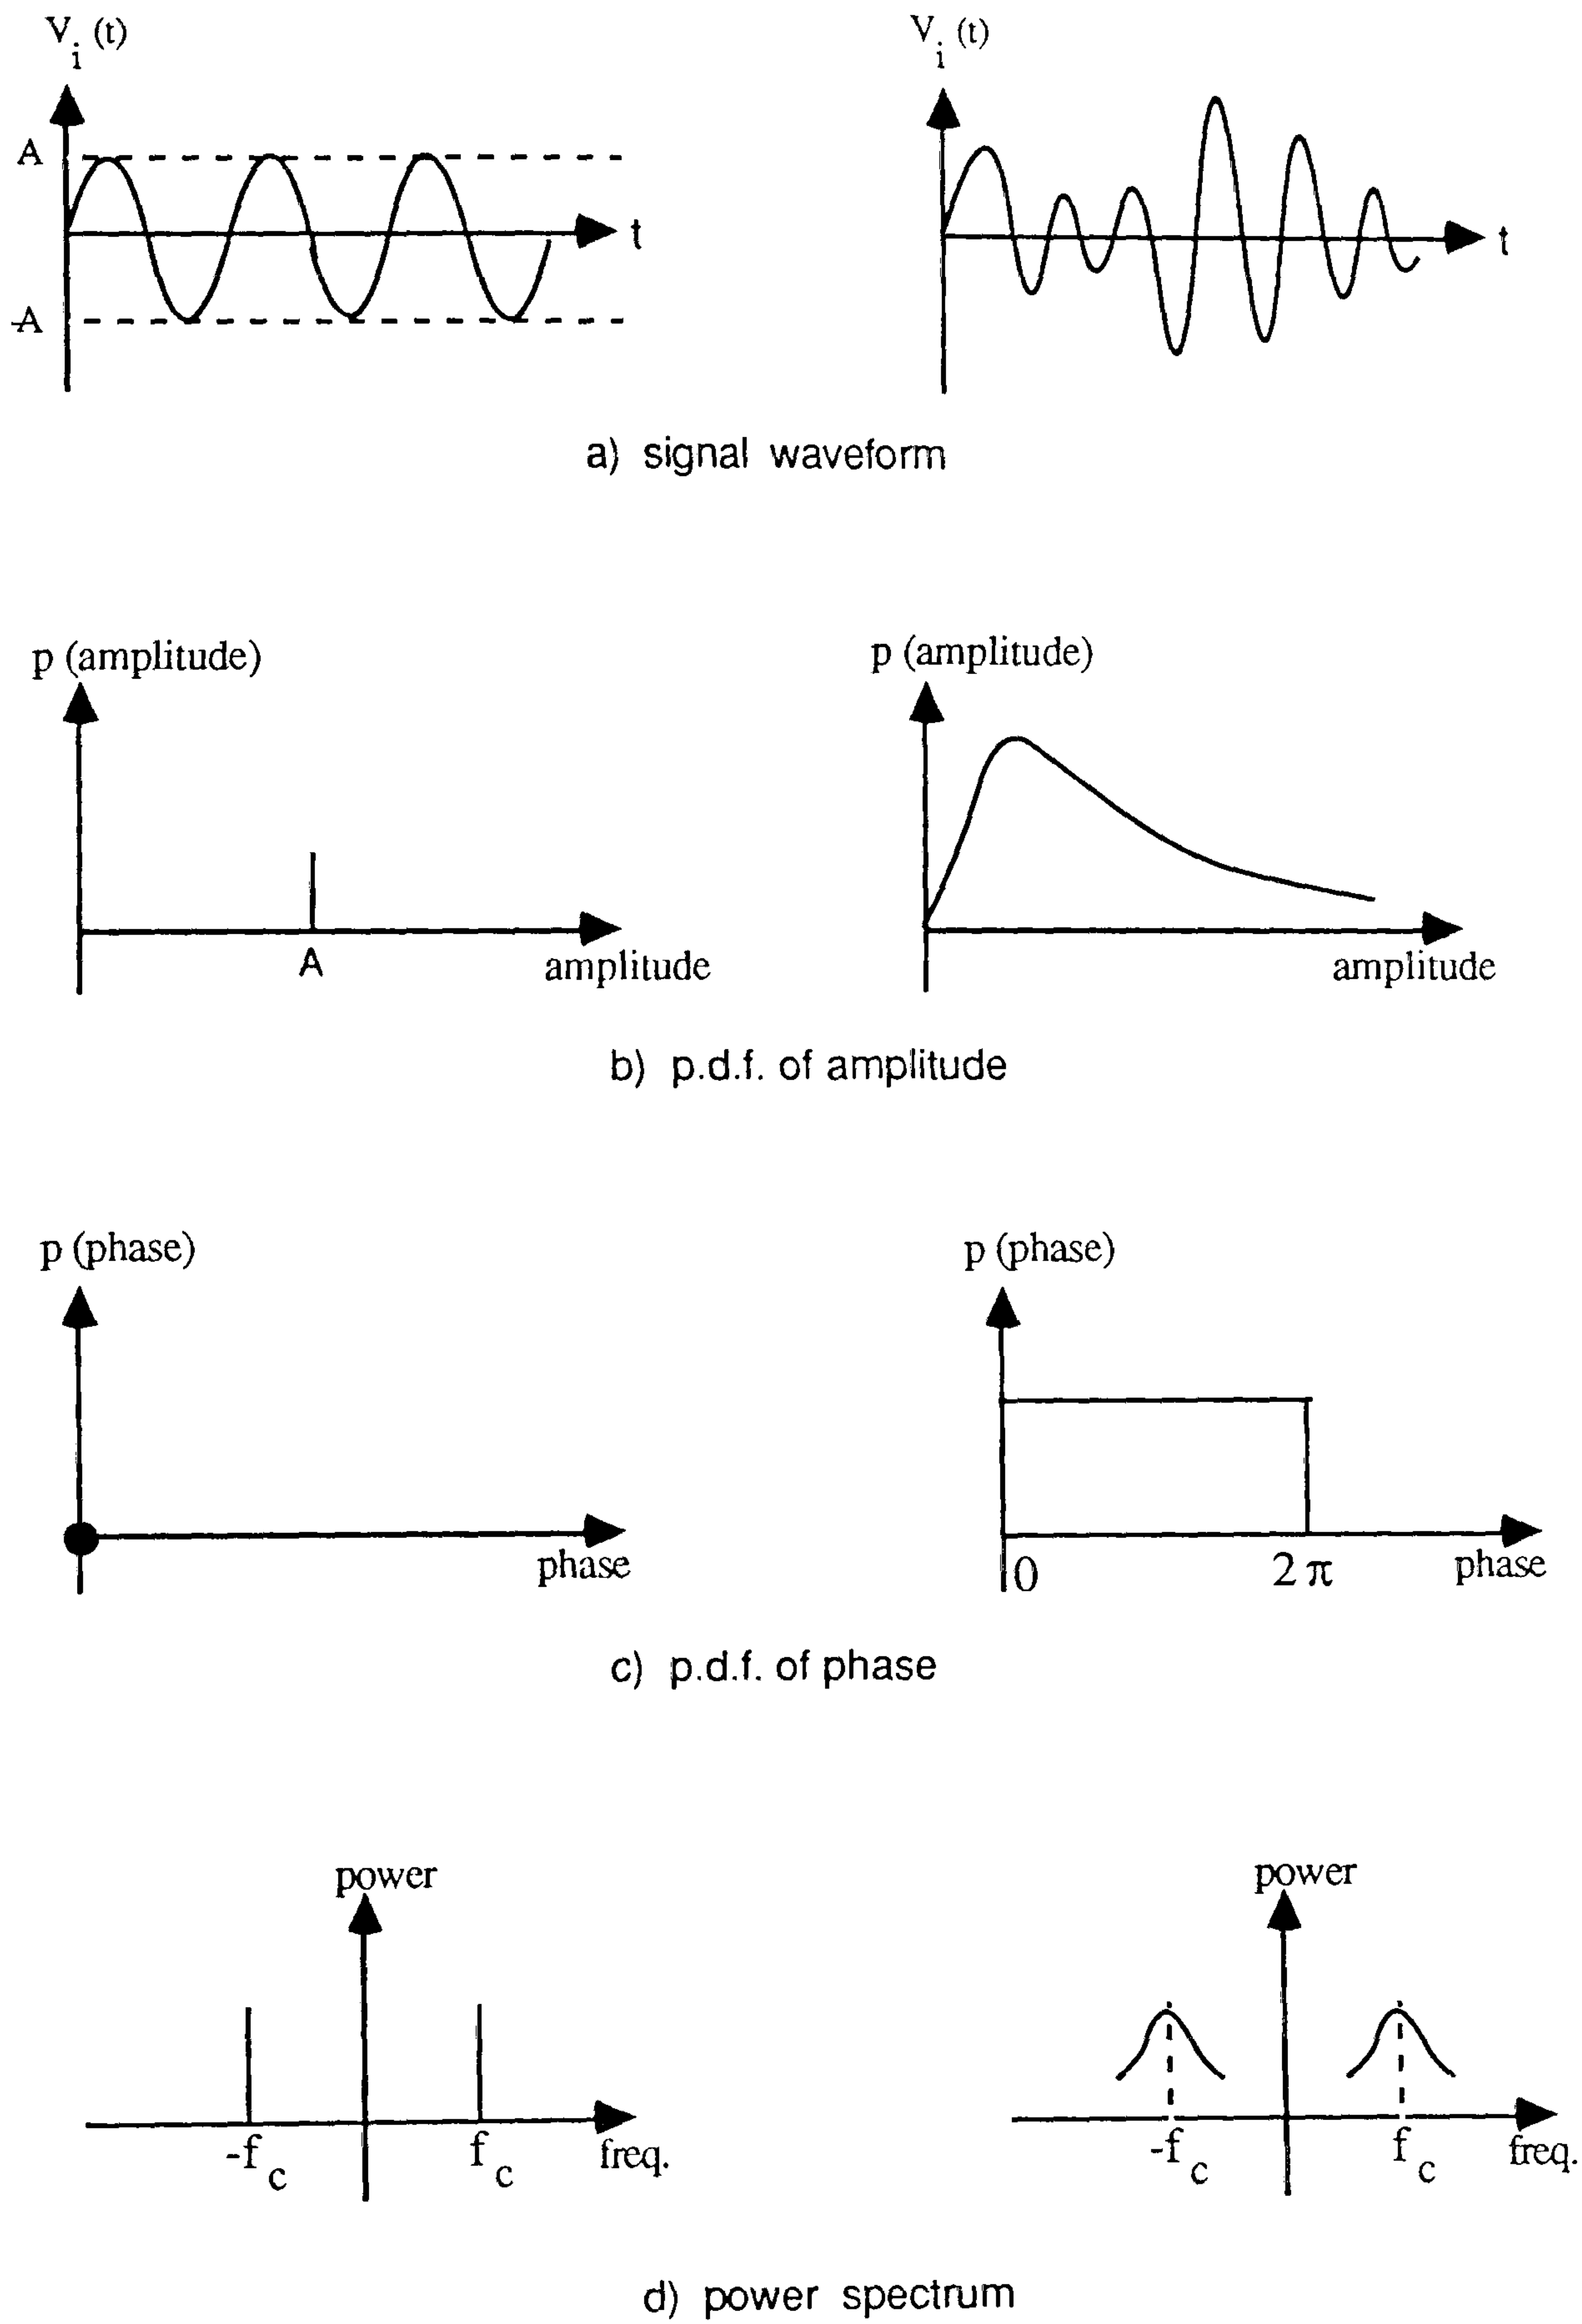 V_i (t)
A
-A
t
V_i (t)
t
a) signal waveform
p (amplitude)
A
amplitude
p (amplitude)
amplitude
b) p.d.f. of amplitude
p (phase)
phase
p (phase)
0
2 π
phase
c) p.d.f. of phase
power
-f_c
f_c
freq.
power
-f_c
f_c
freq.
d) power spectrum